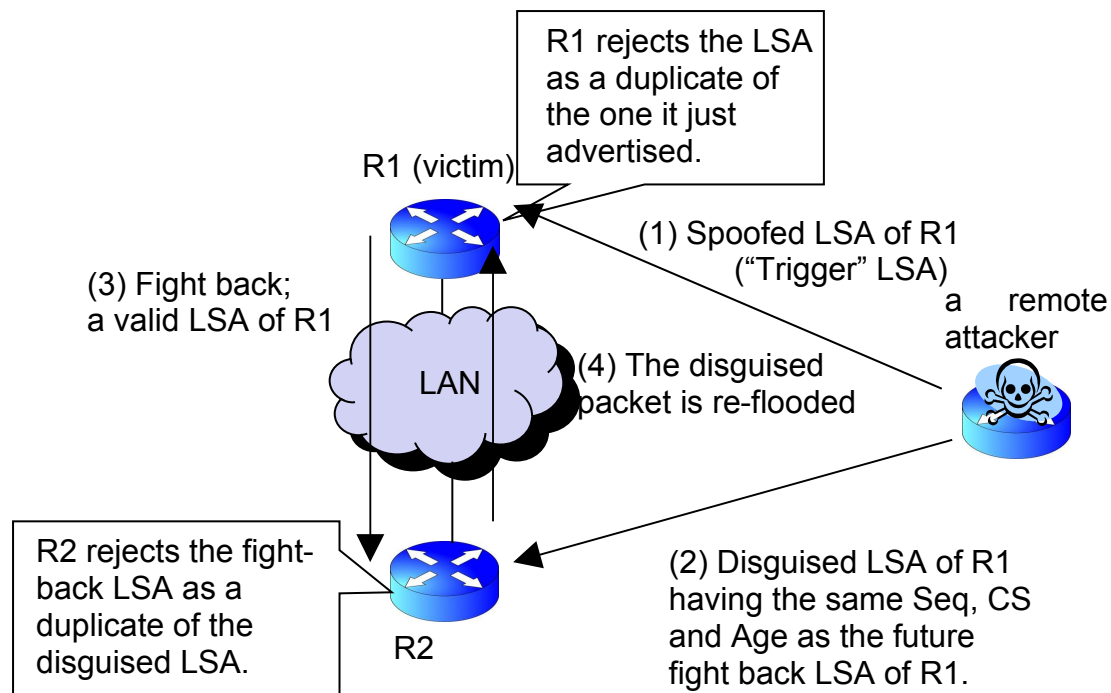 R1 rejects the LSA
as a duplicate of
the one it just
advertised.
R1 (victim)
(1) Spoofed LSA of R1
(“Trigger” LSA)
(3) Fight back;
a valid LSA of R1
a remote
attacker
LAN
(4) The disguised
packet is re-flooded
R2 rejects the fight-
back LSA as a
duplicate of the
disguised LSA.
R2
(2) Disguised LSA of R1
having the same Seq, CS
and Age as the future
fight back LSA of R1.